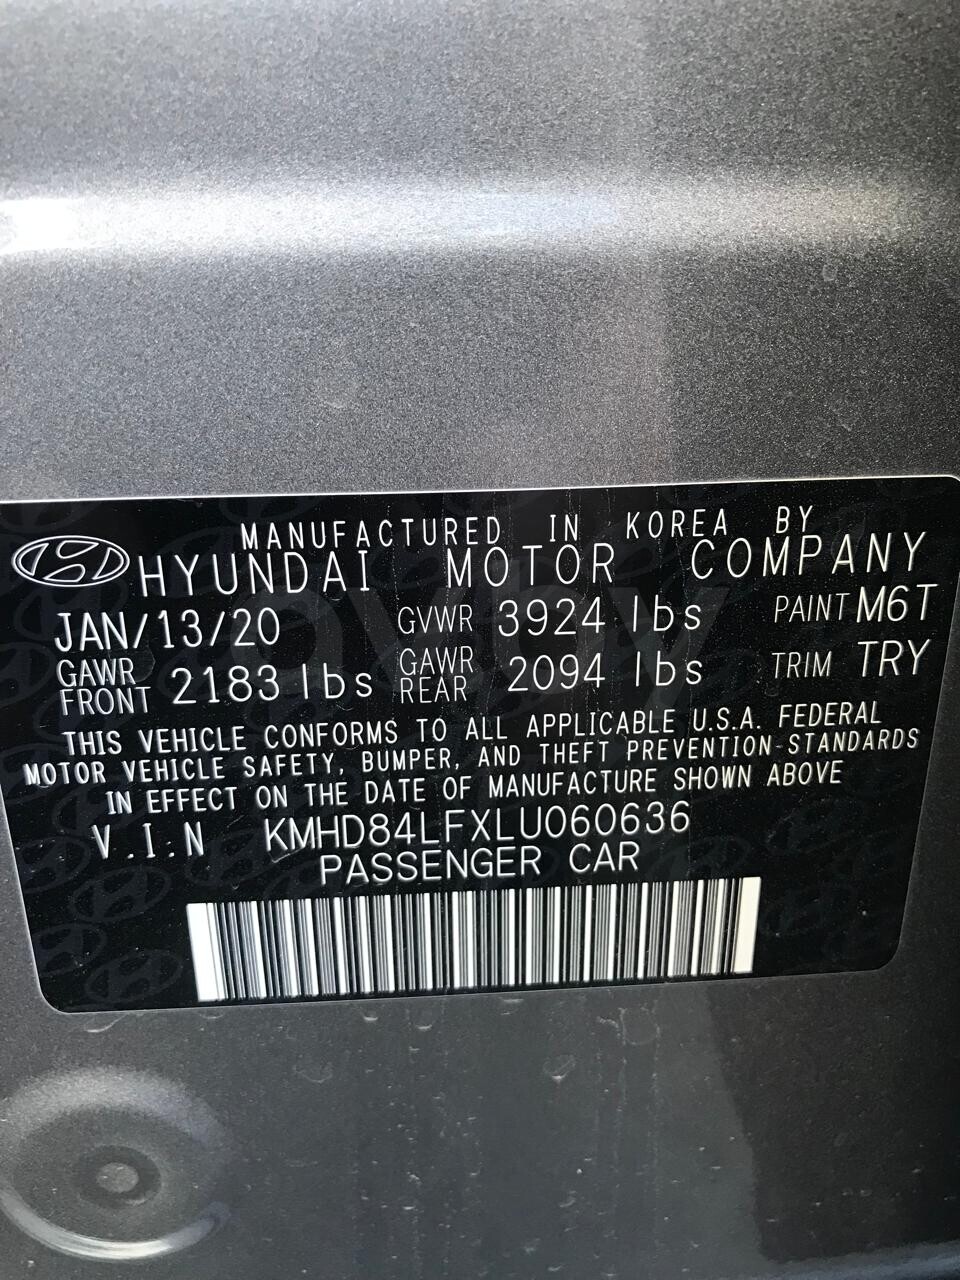 MANUFACTURED IN KOREA BY
HYUNDAI MOTOR COMPANY
JAN/13/20 GVWR 3924 lbs PAINT M6T
GAWR FRONT 2183 lbs GAWR REAR 2094 lbs TRIM TRY
THIS VEHICLE CONFORMS TO ALL APPLICABLE U.S.A. FEDERAL
MOTOR VEHICLE SAFETY, BUMPER, AND THEFT PREVENTION STANDARDS
IN EFFECT ON THE DATE OF MANUFACTURE SHOWN ABOVE
V.I.N KMHD84LFXLU060636
PASSENGER CAR